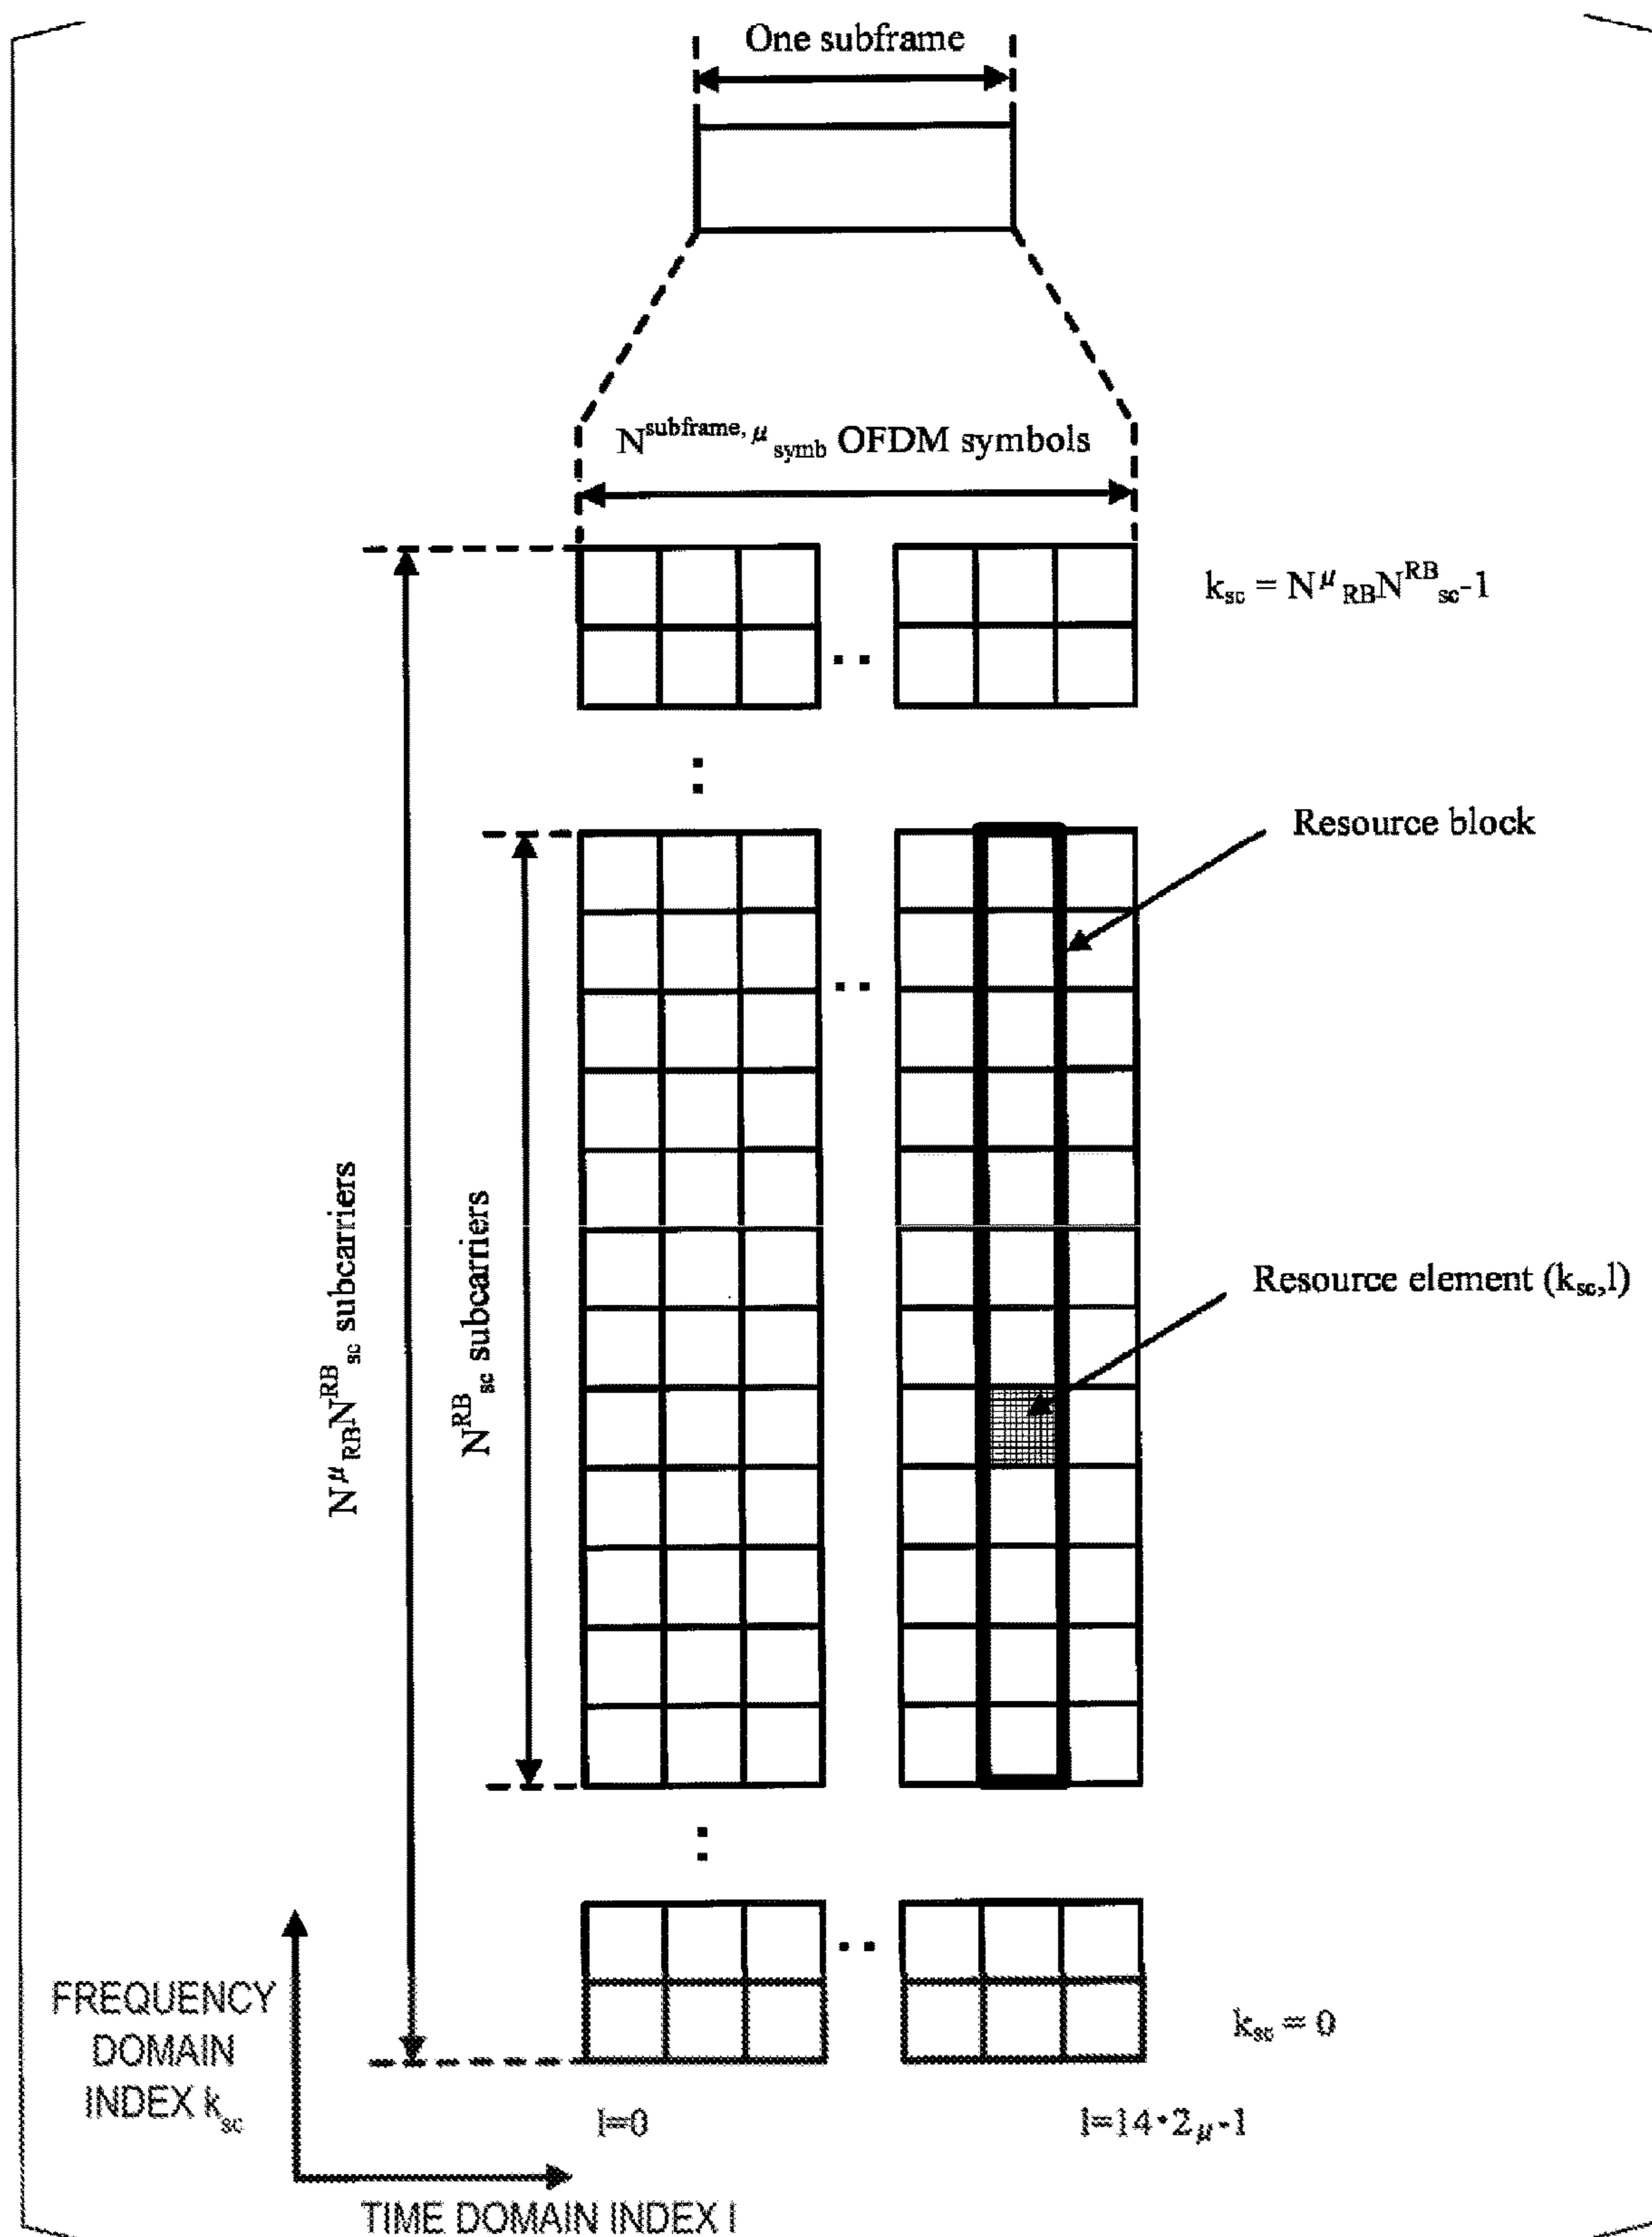 One subframe
N^subframe, μ_symb OFDM symbols
k_sc = N^μ_RB N^RB_sc-1
Resource block
Resource element (k_sc,l)
N^μ_RB N^RB_sc subcarriers
N^RB_sc subcarriers
k_sc = 0
FREQUENCY
DOMAIN
INDEX k_sc
l=0
l=14・2_μ-1
TIME DOMAIN INDEX l